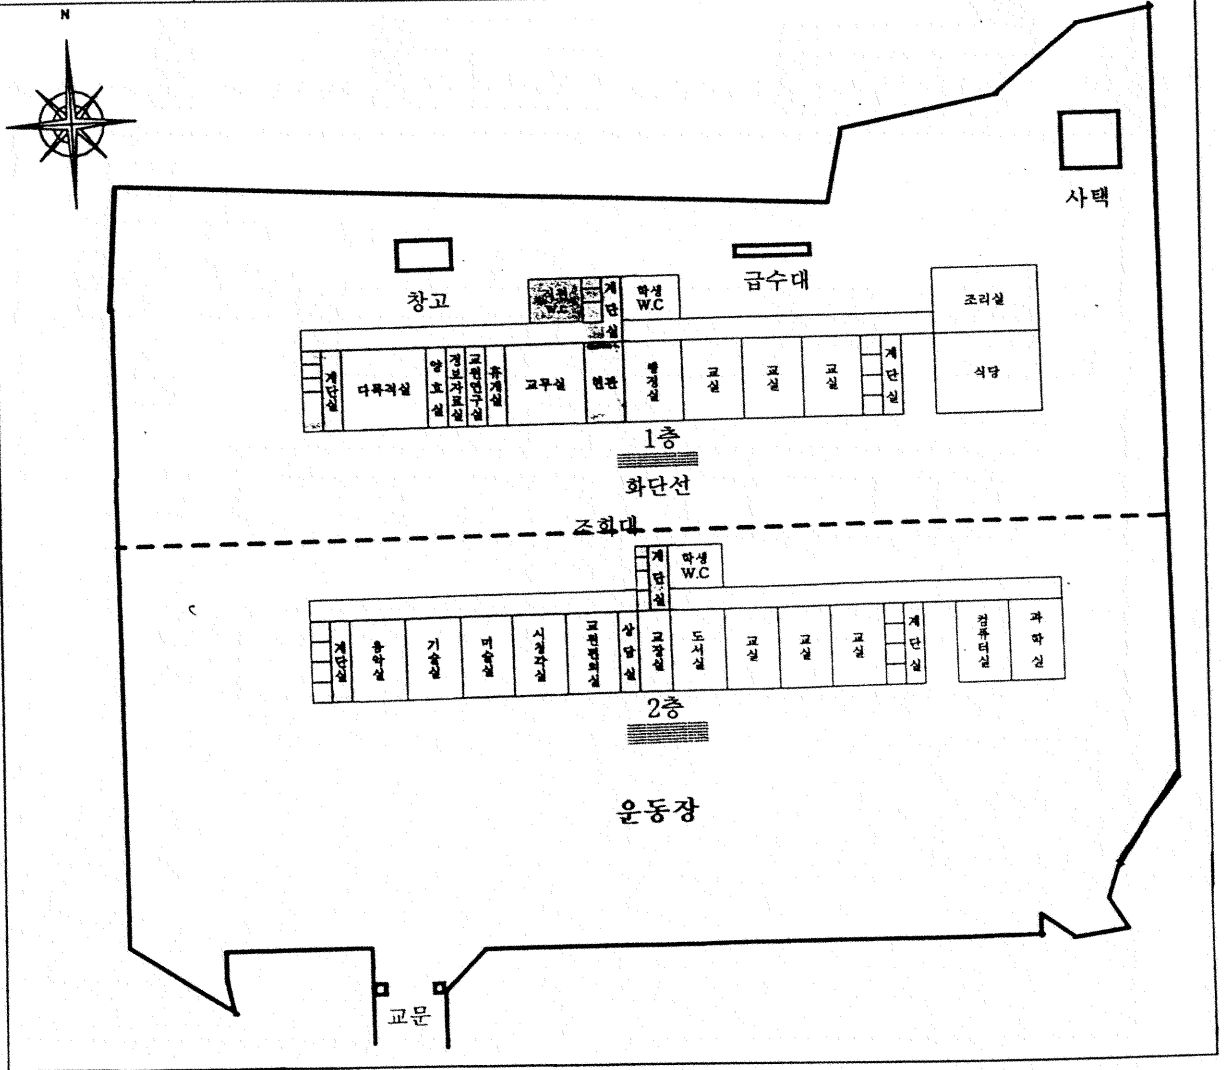 N
사택
창고
급수대
계단실
학생
W.C
조리실
계단실
다목적실
양호실
정보자료실
교원연구실
휴게실
교무실
현관
행정실
교실
교실
교실
계단실
식당
1층
화단선
조회대
계단실
학생
W.C
계단실
음악실
기술실
미술실
시청각실
상담실
교장실
도서실
교실
교실
교실
계단실
컴퓨터실
과학실
2층
운동장
교문